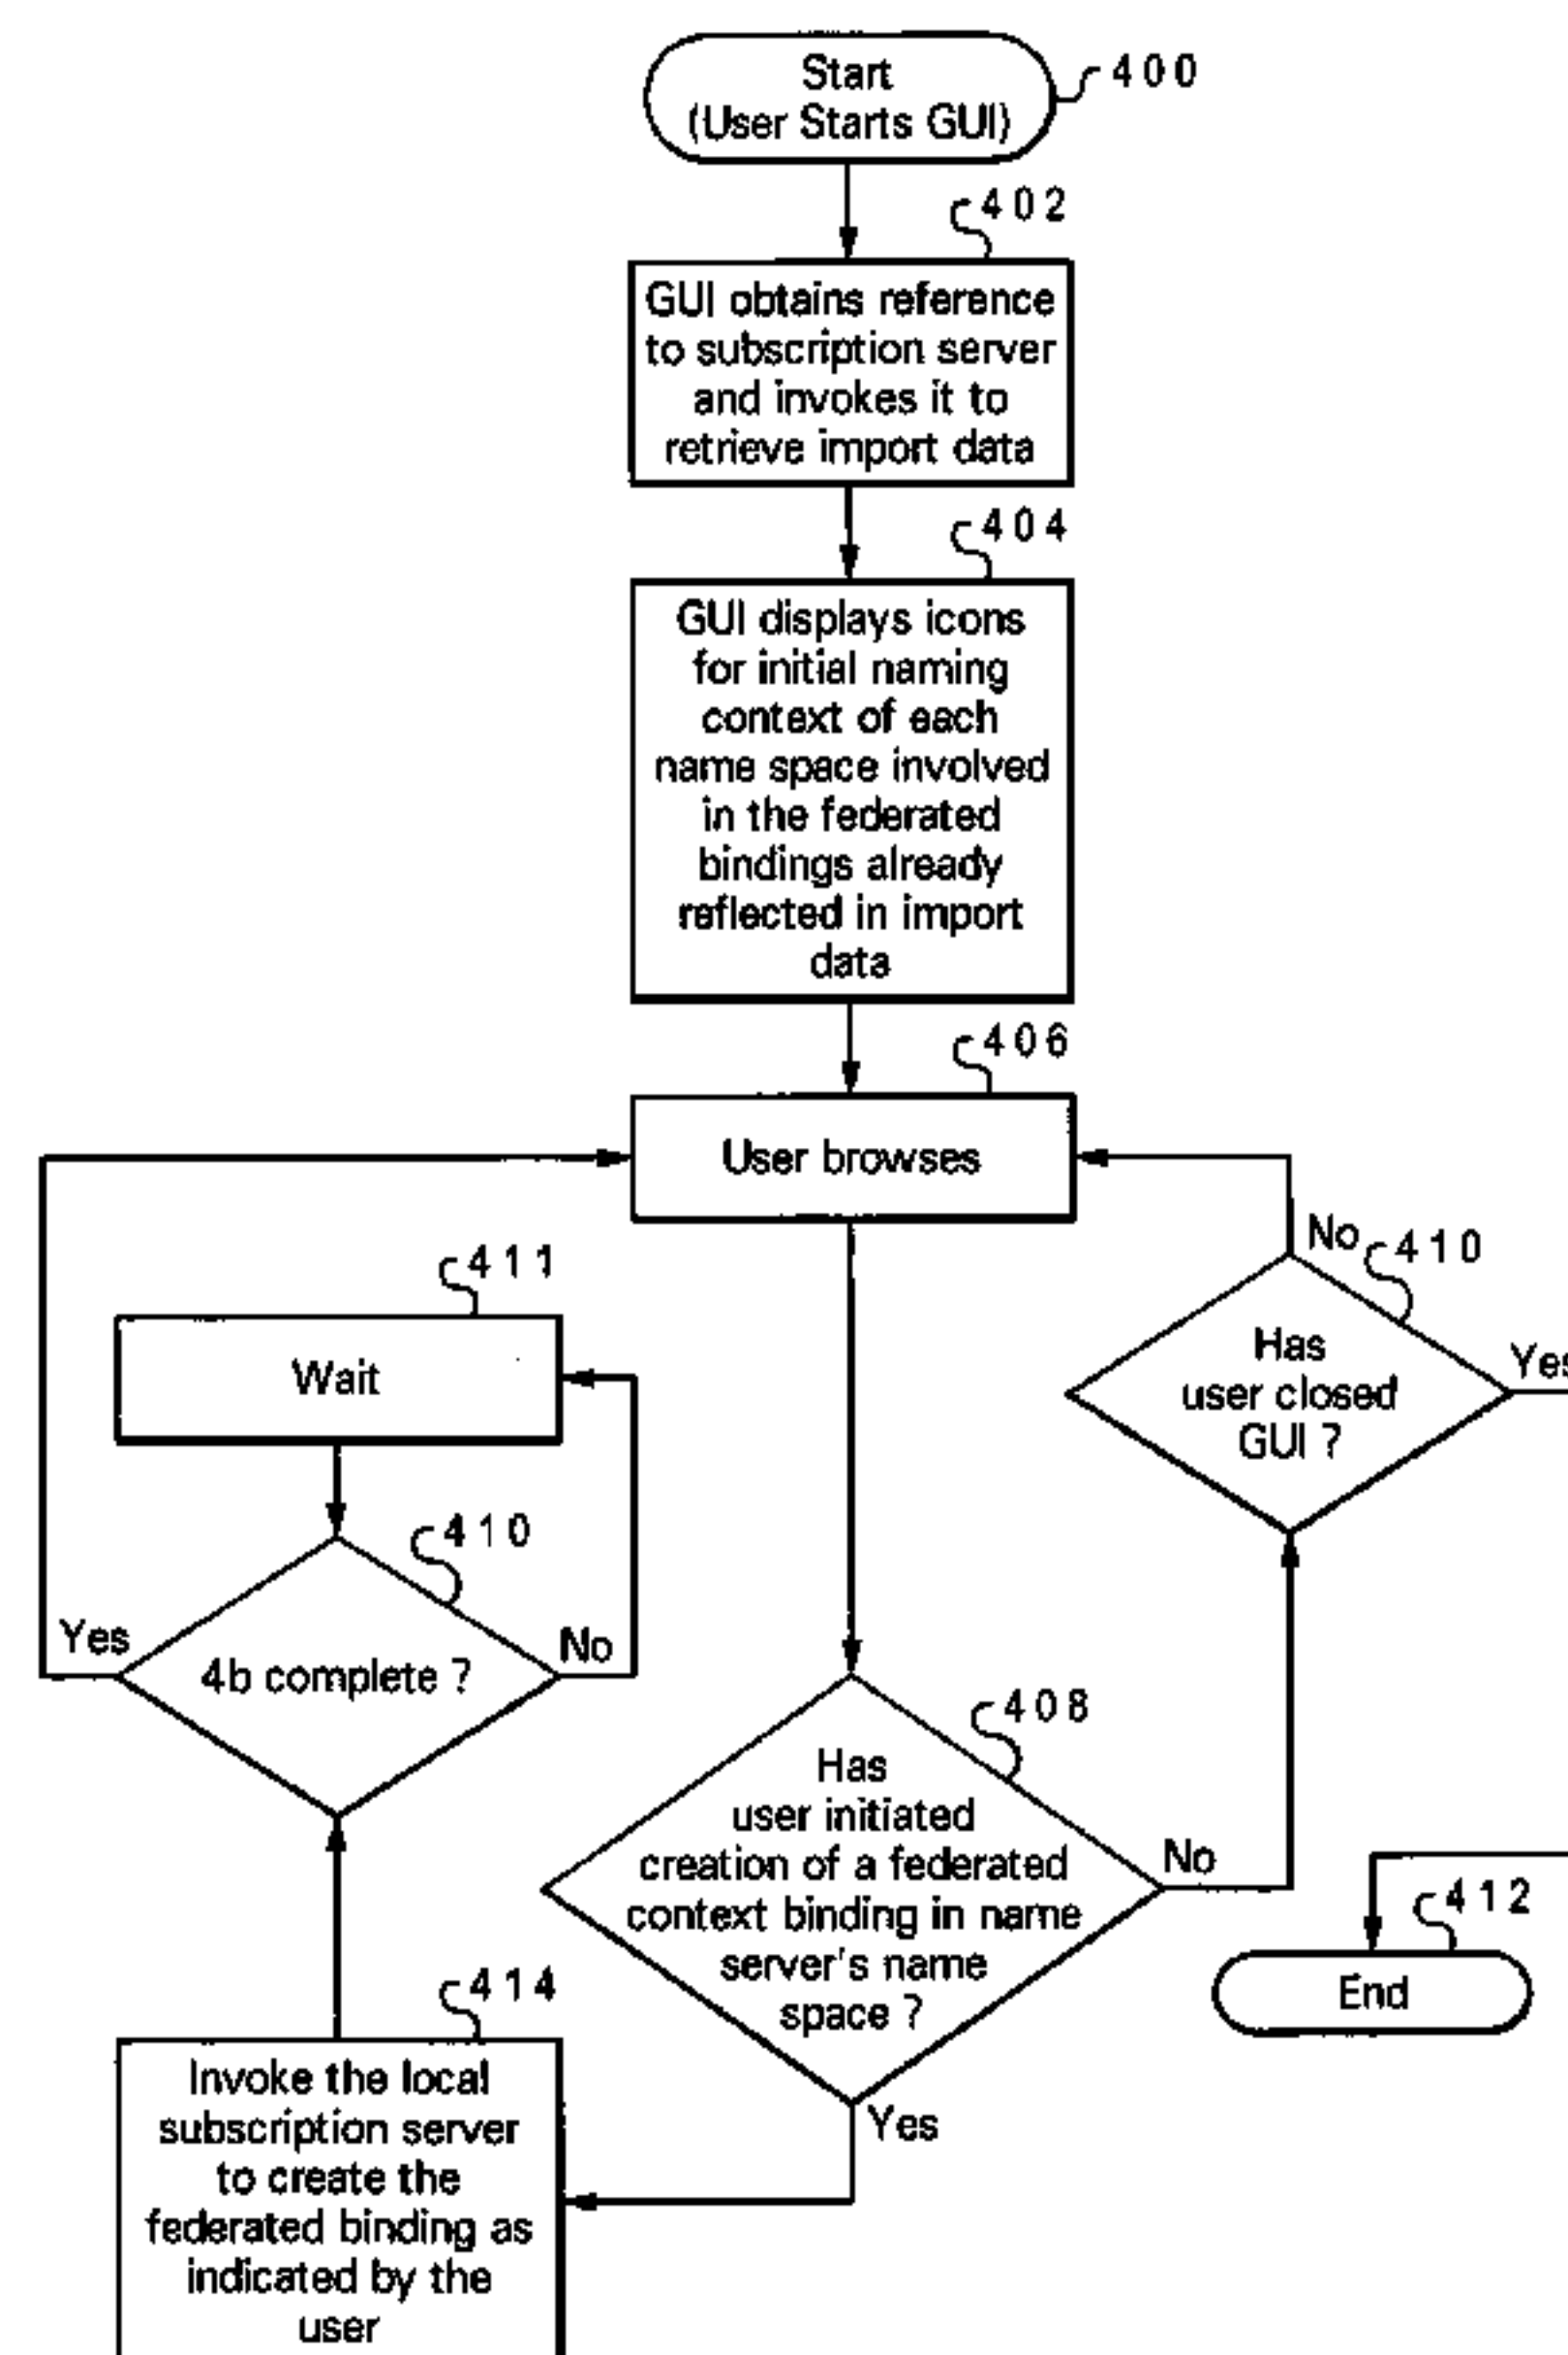 Start
(User Starts GUI)
400
402
GUI obtains reference
to subscription server
and invokes it to
retrieve import data
404
GUI displays icons
for initial naming
context of each
name space involved
in the federated
bindings already
reflected in import
data
406
User browses
No
410
Has
user closed
GUI ?
Yes
411
Wait
410
4b complete ?
Yes
No
408
Has
user initiated
creation of a federated
context binding in name
server's name
space ?
No
Yes
412
End
414
Invoke the local
subscription server
to create the
federated binding as
indicated by the
user